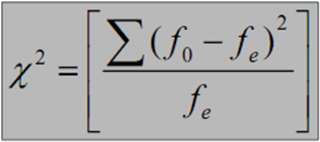 χ² = [ ∑(f₀ − fₑ)² / fₑ ]